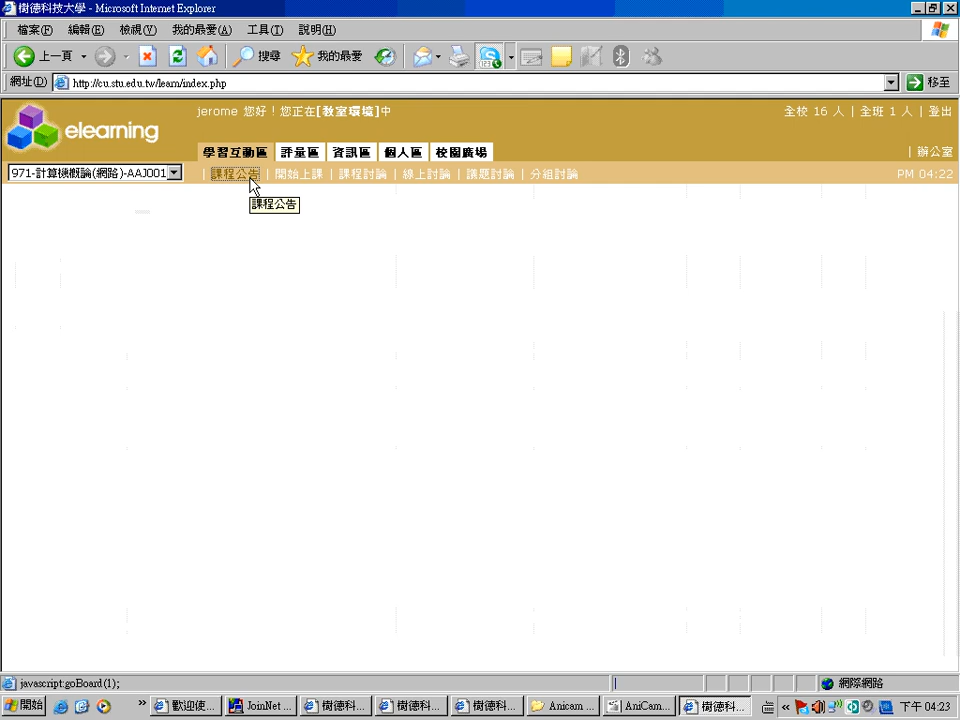 樹德科技大學 - Microsoft Internet Explorer
檔案(F) 編輯(E) 檢視(V) 我的最愛(A) 工具(T) 說明(H)
上一頁 搜尋 我的最愛
網址(D) http://cu.stu.edu.tw/learn/index.php 移至
jerome 您好！您正在[教室環境]中 全校 16 人 | 全班 1 人 | 登出
elearning
學習互動區 評量區 資訊區 個人區 校園廣場 | 辦公室
971-計算機概論(網路)-AAJ001 | 課程公告 | 開始上課 | 課程討論 | 線上討論 | 議題討論 | 分組討論 PM 04:22
課程公告
javascript:goBoard(1); 網際網路
開始 » 歡迎使... JoinNet ... 樹德科... 樹德科... 樹德科... Anicam ... AniCam... 樹德科... « 下午 04:23